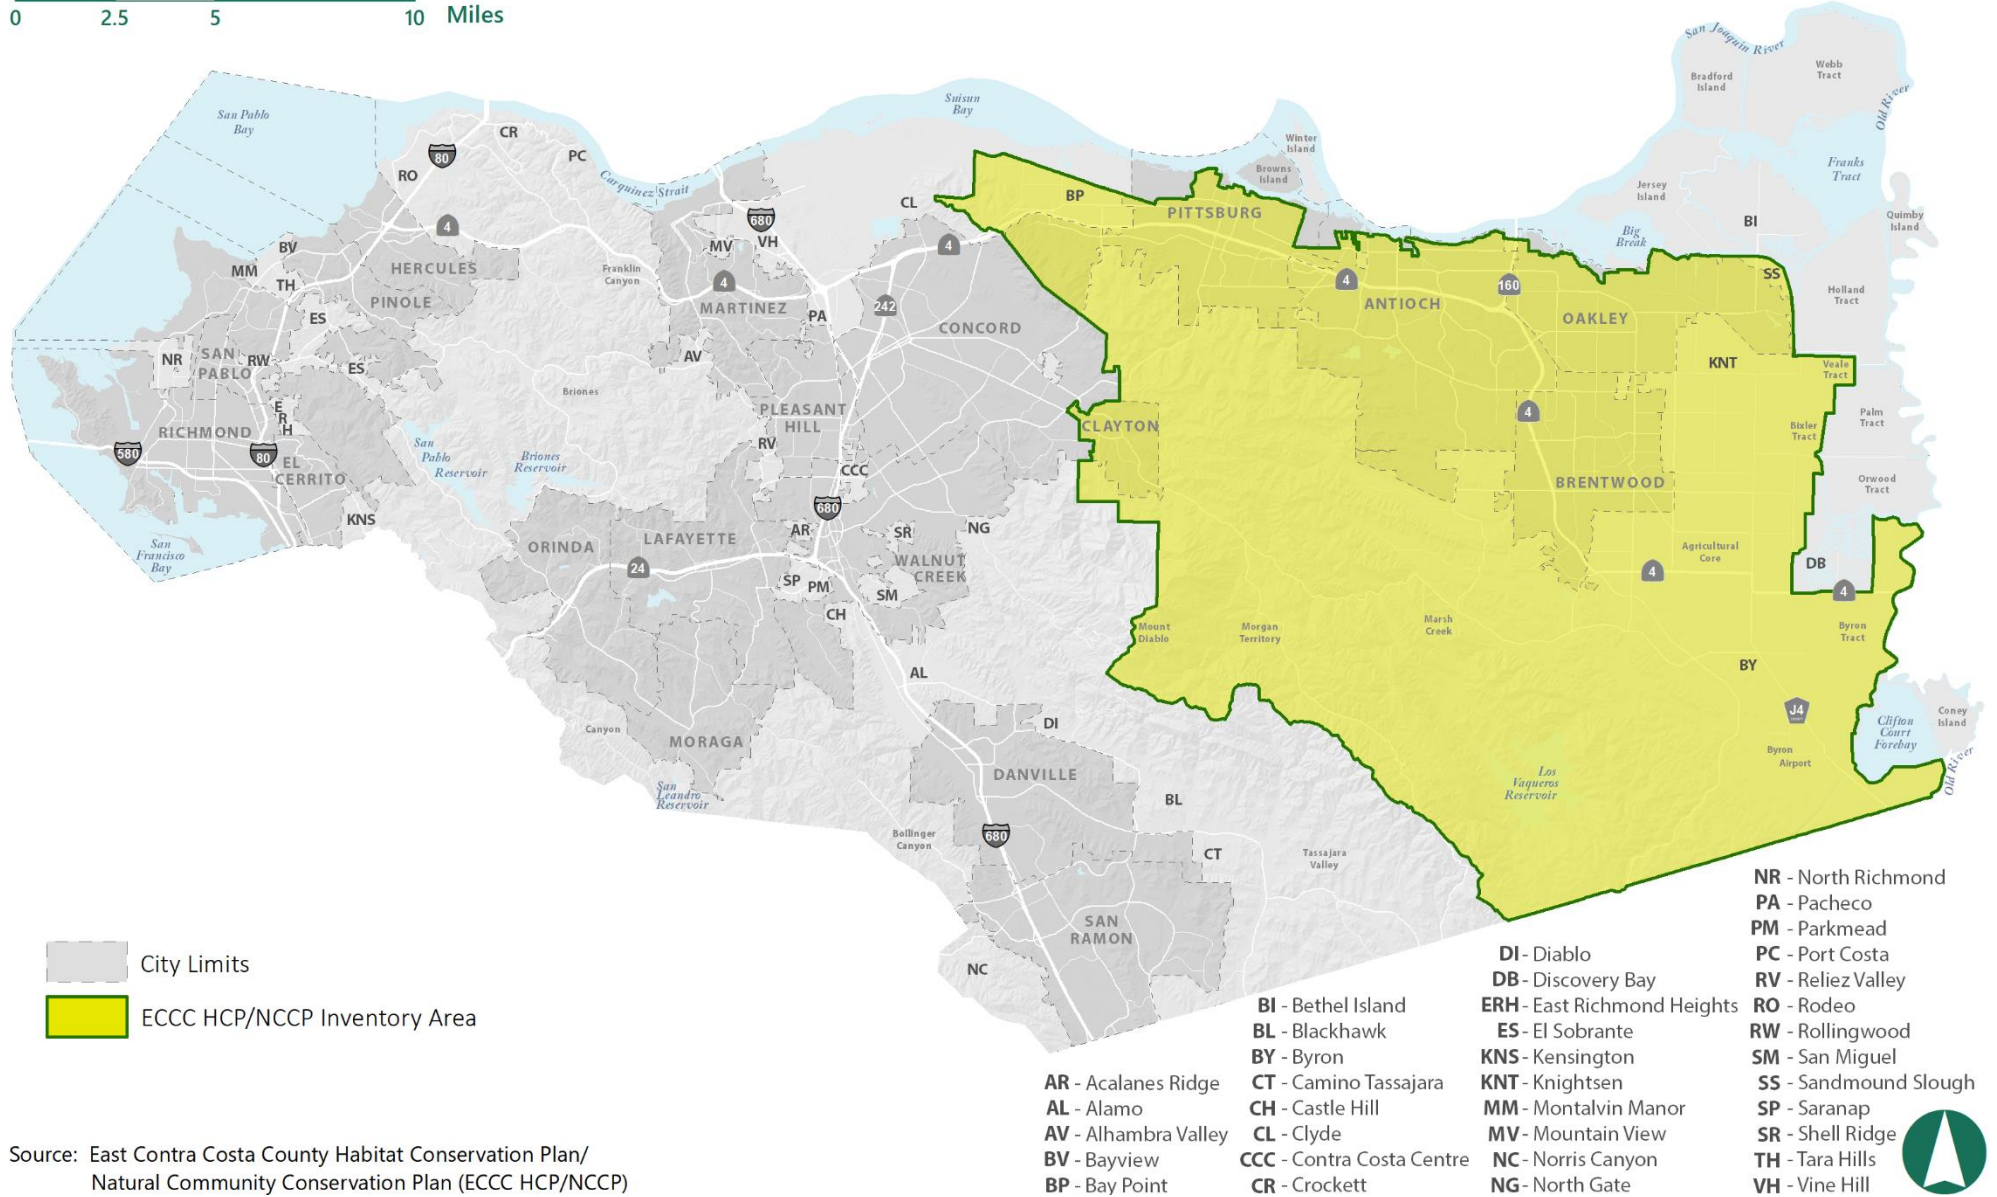 0 2.5 5 10 Miles
San Joaquin River
Bradford
Island
Webb
Tract
Old River
San Pablo
Bay
Suisun
Bay
CR
80
PC
RO
Carquinez Strait
Winter
Island
Browns
Island
Franks
Tract
Jersey
Island
BI
Quimby
Island
Big
Break
CL
BP
PITTSBURG
680
4
BV
MV
VH
4
MM
TH
HERCULES
Franklin
Canyon
4
SS
PINOLE
MARTINEZ
PA
242
4
ANTIOCH
160
OAKLEY
Holland
Tract
ES
CONCORD
NR
SAN
PABLO
RW
ES
AV
KNT
Veale
Tract
Briones
E
R
H
PLEASANT
HILL
CLAYTON
4
Palm
Tract
Bixler
Tract
RICHMOND
580
80
San
Pablo
Reservoir
Briones
Reservoir
RV
CCC
EL
CERRITO
BRENTWOOD
Orwood
Tract
KNS
680
AR
SR
NG
San
Francisco
Bay
ORINDA
LAFAYETTE
24
WALNUT
CREEK
Agricultural
Core
4
DB
4
SP
PM
SM
CH
Mount
Diablo
Morgan
Territory
Marsh
Creek
Byron
Tract
AL
BY
J4
Canyon
MORAGA
DI
Clifton
Court
Forebay
Coney
Island
Byron
Airport
Old River
DANVILLE
San
Leandro
Reservoir
BL
Los
Vaqueros
Reservoir
Bollinger
Canyon
680
CT
Tassajara
Valley
SAN
RAMON
NC
City Limits
ECCC HCP/NCCP Inventory Area
AR - Acalanes Ridge
AL - Alamo
AV - Alhambra Valley
BV - Bayview
BP - Bay Point
BI - Bethel Island
BL - Blackhawk
BY - Byron
CT - Camino Tassajara
CH - Castle Hill
CL - Clyde
CCC - Contra Costa Centre
CR - Crockett
DI - Diablo
DB - Discovery Bay
ERH - East Richmond Heights
ES - El Sobrante
KNS - Kensington
KNT - Knightsen
MM - Montalvin Manor
MV - Mountain View
NC - Norris Canyon
NG - North Gate
NR - North Richmond
PA - Pacheco
PM - Parkmead
PC - Port Costa
RV - Reliez Valley
RO - Rodeo
RW - Rollingwood
SM - San Miguel
SS - Sandmound Slough
SP - Saranap
SR - Shell Ridge
TH - Tara Hills
VH - Vine Hill
Source: East Contra Costa County Habitat Conservation Plan/
Natural Community Conservation Plan (ECCC HCP/NCCP)